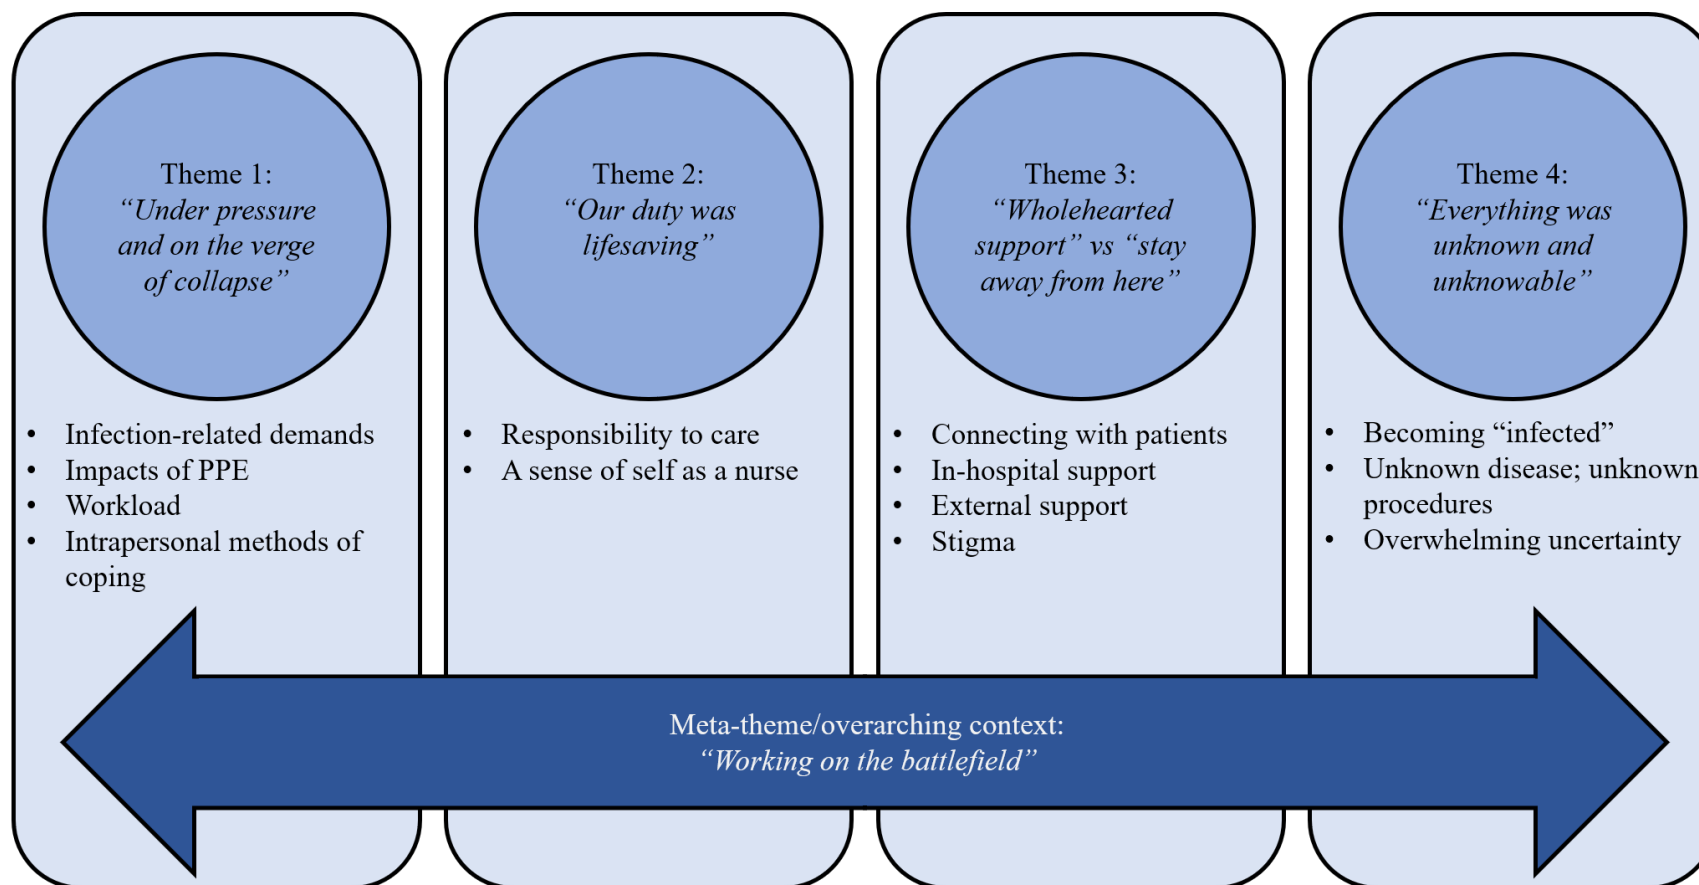 Theme 1:
“Under pressure
and on the verge
of collapse”
• Infection-related demands
• Impacts of PPE
• Workload
• Intrapersonal methods of
coping
Theme 2:
“Our duty was
lifesaving”
• Responsibility to care
• A sense of self as a nurse
Theme 3:
“Wholehearted
support” vs “stay
away from here”
• Connecting with patients
• In-hospital support
• External support
• Stigma
Theme 4:
“Everything was
unknown and
unknowable”
• Becoming “infected”
• Unknown disease; unknown
procedures
• Overwhelming uncertainty
Meta-theme/overarching context:
“Working on the battlefield”